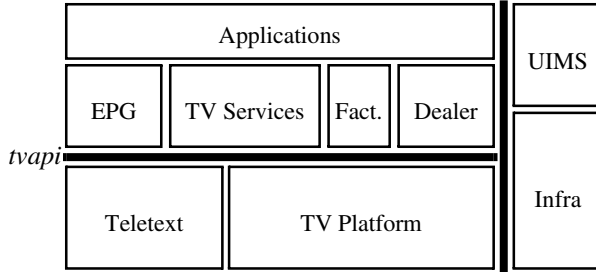 Applications
UIMS
EPG
TV Services
Fact.
Dealer
tvapi
Teletext
TV Platform
Infra